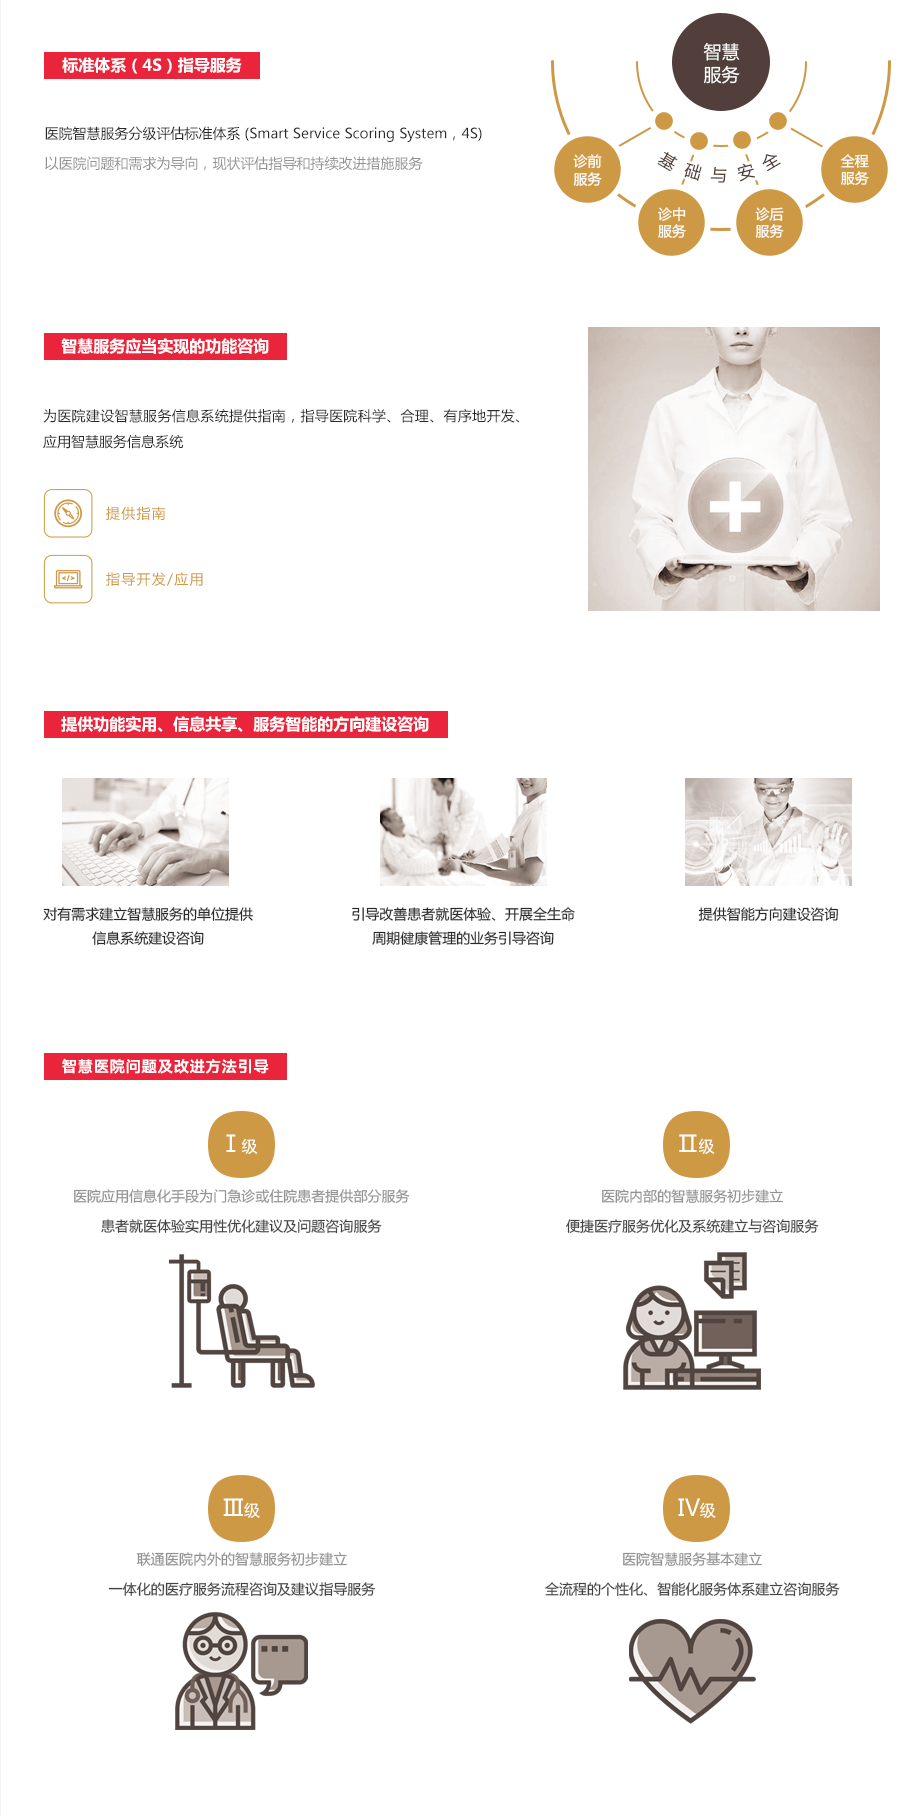 标准体系（4S）指导服务
医院智慧服务分级评估标准体系 (Smart Service Scoring System，4S)
以医院问题和需求为导向，现状评估指导和持续改进措施服务
智慧
服务
诊前
服务
诊中
服务
诊后
服务
全程
服务
基础与安全
智慧服务应当实现的功能咨询
为医院建设智慧服务信息系统提供指南，指导医院科学、合理、有序地开发、
应用智慧服务信息系统
提供指南
指导开发/应用
提供功能实用、信息共享、服务智能的方向建设咨询
对有需求建立智慧服务的单位提供
信息系统建设咨询
引导改善患者就医体验、开展全生命
周期健康管理的业务引导咨询
提供智能方向建设咨询
智慧医院问题及改进方法引导
I 级
医院应用信息化手段为门急诊或住院患者提供部分服务
患者就医体验实用性优化建议及问题咨询服务
II级
医院内部的智慧服务初步建立
便捷医疗服务优化及系统建立与咨询服务
III级
联通医院内外的智慧服务初步建立
一体化的医疗服务流程咨询及建议指导服务
IV级
医院智慧服务基本建立
全流程的个性化、智能化服务体系建立咨询服务